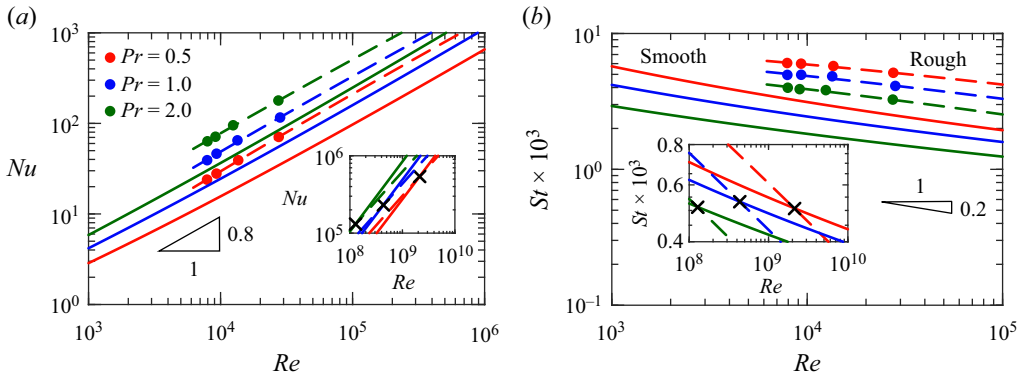 (a)
10³
10²
10¹
10⁰
Nu
Pr = 0.5
Pr = 1.0
Pr = 2.0
0.8
1
10⁶
Nu
10⁵
10⁸
10⁹
10¹⁰
Re
10³
10⁴
10⁵
10⁶
Re
(b)
10¹
10⁰
10⁻¹
St × 10³
Smooth
Rough
1
0.2
0.8
0.6
0.4
St × 10³
10⁸
10⁹
10¹⁰
Re
10³
10⁴
10⁵
Re